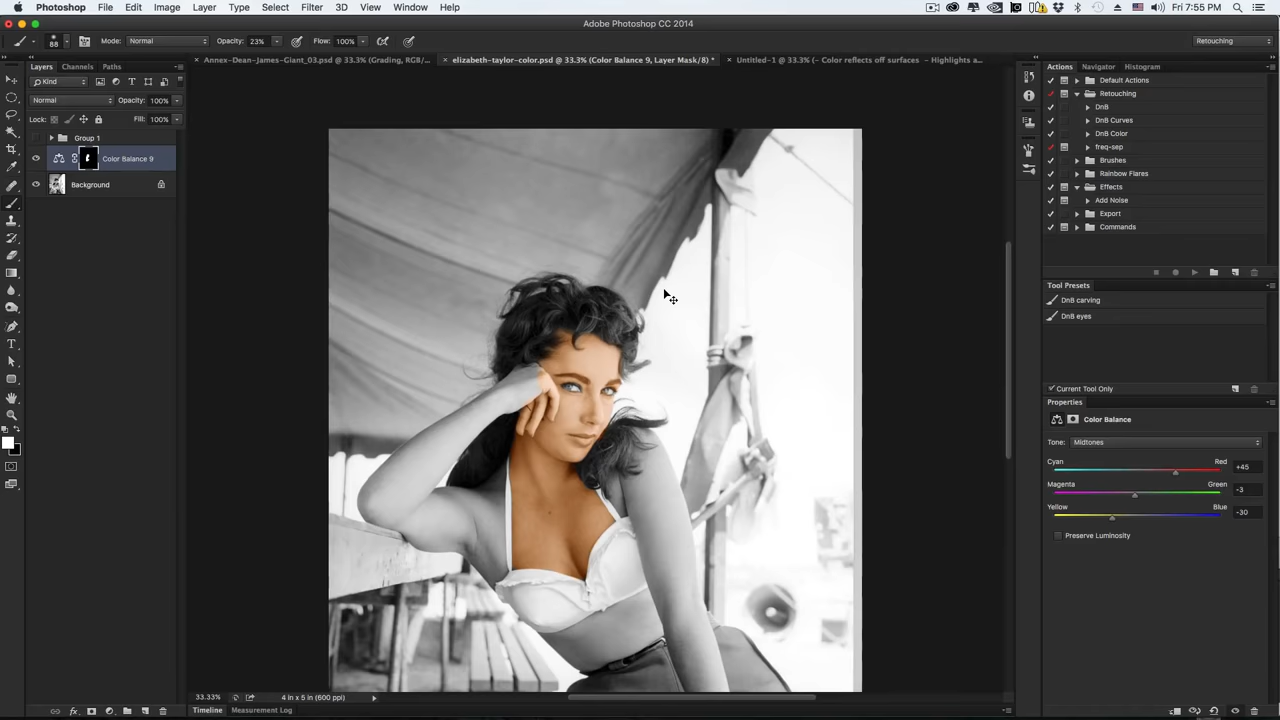 Photoshop File Edit Image Layer Type Select Filter 3D View Window Help Fri 7:55 PM
Adobe Photoshop CC 2014
88 Mode: Normal Opacity: 23% Flow: 100% Retouching
Layers Channels Paths
× Annex-Dean-James-Giant_03.psd @ 33.3% (Grading, RGB/... × elizabeth-taylor-color.psd @ 33.3% (Color Balance 9, Layer Mask/8) * × Untitled-1 @ 33.3% (– Color reflects off surfaces – Highlights a...
Kind
Normal Opacity: 100%
Lock: Fill: 100%
Group 1
Color Balance 9
Background
Actions Navigator Histogram
Default Actions
Retouching
DnB
DnB Curves
DnB Color
freq-sep
Brushes
Rainbow Flares
Effects
Add Noise
Export
Commands
Tool Presets
DnB carving
DnB eyes
Current Tool Only
Properties
Color Balance
Tone: Midtones
Cyan Red +45
Magenta Green -3
Yellow Blue -30
Preserve Luminosity
33.33% 4 in x 5 in (600 ppi)
Timeline Measurement Log